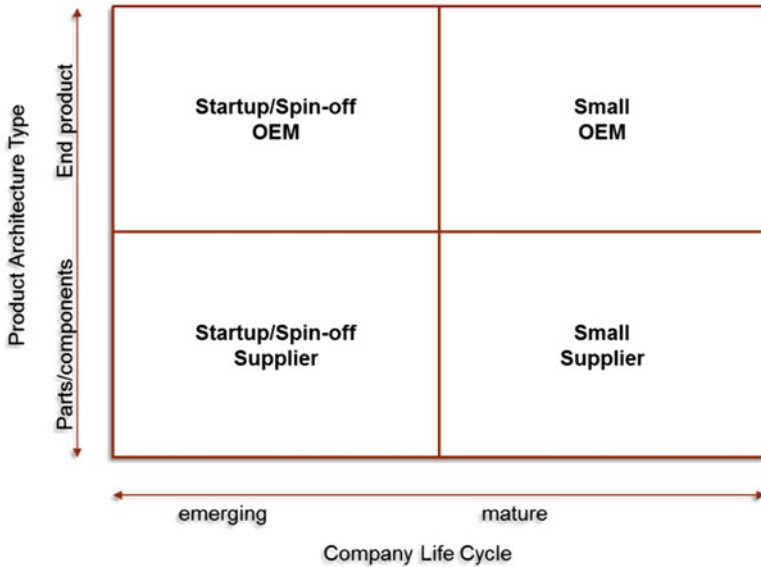 Product Architecture Type
End product
Parts/components
Startup/Spin-off
OEM
Small
OEM
Startup/Spin-off
Supplier
Small
Supplier
emerging
mature
Company Life Cycle